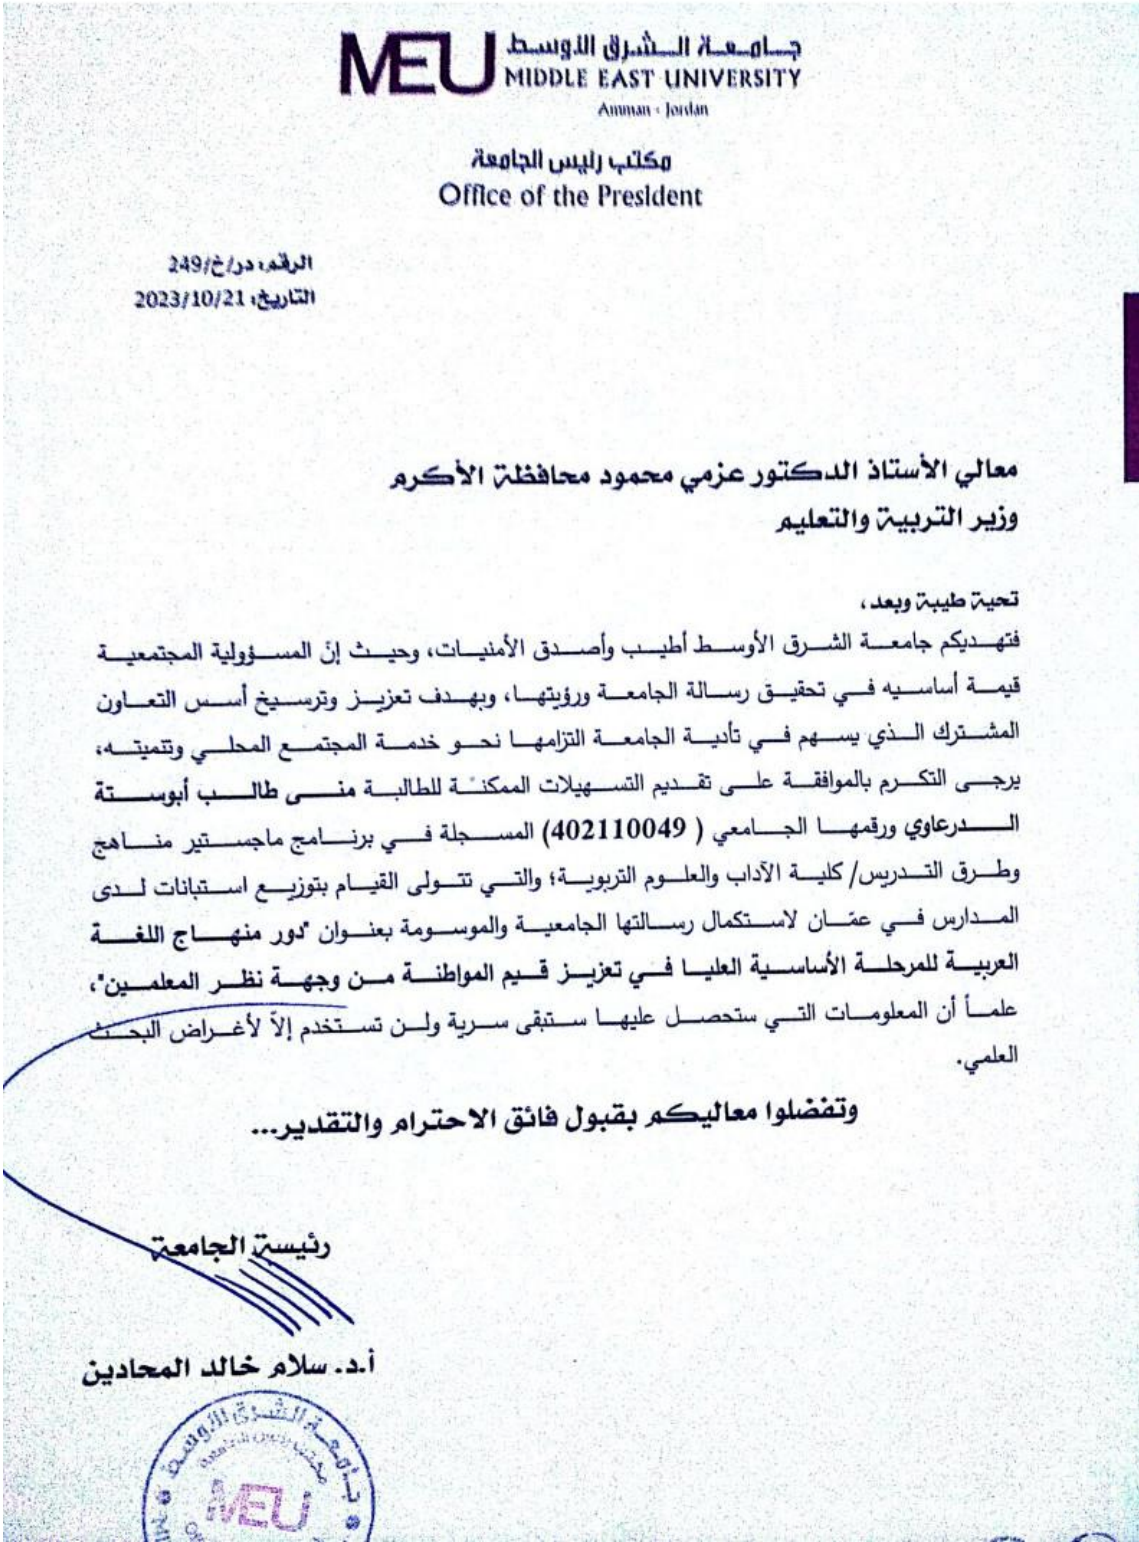 MEU
جامعة الشرق الأوسط
MIDDLE EAST UNIVERSITY
Amman - Jordan
مكتب رئيس الجامعة
Office of the President
الرقم: در/خ/249
التاريخ: 2023/10/21
معالي الأستاذ الدكتور عزمي محمود محافظة الأكرم
وزير التربية والتعليم
تحية طيبة وبعد،
فتهديكم جامعة الشرق الأوسط أطيب وأصدق الأمنيات، وحيث إنّ المسؤولية المجتمعية
قيمة أساسيه في تحقيق رسالة الجامعة ورؤيتها، وبهدف تعزيز وترسيخ أسس التعاون
المشترك الذي يسهم في تأدية الجامعة التزامها نحو خدمة المجتمع المحلي وتنميته،
يرجى التكرم بالموافقة على تقديم التسهيلات الممكنة للطالبة منى طالب أبوستة
الدرعاوي ورقمها الجامعي ( 402110049) المسجلة في برنامج ماجستير مناهج
وطرق التدريس/ كلية الآداب والعلوم التربوية؛ والتي تتولى القيام بتوزيع استبانات لدى
المدارس في عمّان لاستكمال رسالتها الجامعية والموسومة بعنوان "دور منهاج اللغة
العربية للمرحلة الأساسية العليا في تعزيز قيم المواطنة من وجهة نظر المعلمين"،
علماً أن المعلومات التي ستحصل عليها ستبقى سرية ولن تستخدم إلاّ لأغراض البحث
العلمي.
وتفضلوا معاليكم بقبول فائق الاحترام والتقدير...
رئيسة الجامعة
أ.د. سلام خالد المحادين
جامعة الشرق الأوسط
مكتب رئيس الجامعة
MEU